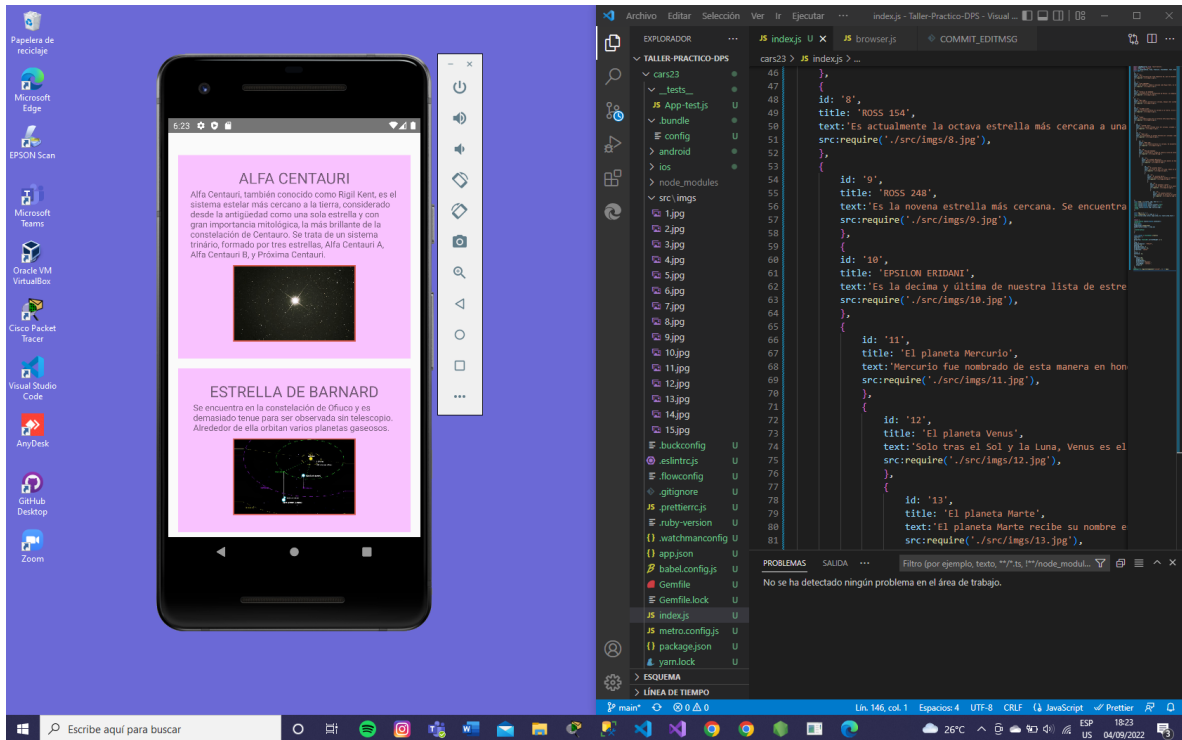 Papelera de
reciclaje
Microsoft
Edge
EPSON Scan
Microsoft
Teams
Oracle VM
VirtualBox
Cisco Packet
Tracer
Visual Studio
Code
AnyDesk
GitHub
Desktop
Zoom
6:23
ALFA CENTAURI
Alfa Centauri, también conocido como Rigil Kent, es el
sistema estelar más cercano a la tierra, considerado
desde la antigüedad como una sola estrella y con
gran importancia mitológica, la más brillante de la
constelación de Centauro. Se trata de un sistema
trinário, formado por tres estrellas, Alfa Centauri A,
Alfa Centauri B, y Próxima Centauri.
ESTRELLA DE BARNARD
Se encuentra en la constelación de Ofiuco y es
demasiado tenue para ser observada sin telescopio.
Alrededor de ella orbitan varios planetas gaseosos.
Archivo Editar Selección Ver Ir Ejecutar ··· index.js - Taller-Practico-DPS - Visual ...
EXPLORADOR ···
TALLER-PRACTICO-DPS
cars23
__tests__
JS App-test.js U
.bundle
config U
android
ios
node_modules
src\imgs
1.jpg
2.jpg
3.jpg
4.jpg
5.jpg
6.jpg
7.jpg
8.jpg
9.jpg
10.jpg
11.jpg
12.jpg
13.jpg
14.jpg
15.jpg
.buckconfig U
.eslintrc.js U
.flowconfig U
.gitignore U
JS .prettierrc.js U
.ruby-version U
{} .watchmanconfig U
{} app.json U
babel.config.js U
Gemfile U
Gemfile.lock U
JS index.js U
JS metro.config.js U
{} package.json U
yarn.lock U
ESQUEMA
LÍNEA DE TIEMPO
JS index.js U JS browser.js COMMIT_EDITMSG
cars23 > JS index.js > ...
46 },
47 {
48 id: '8',
49 title: 'ROSS 154',
50 text:'Es actualmente la octava estrella más cercana a una
51 src:require('./src/imgs/8.jpg'),
52 },
53 {
54 id: '9',
55 title: 'ROSS 248',
56 text:'Es la novena estrella más cercana. Se encuentra
57 src:require('./src/imgs/9.jpg'),
58 },
59 {
60 id: '10',
61 title: 'EPSILON ERIDANI',
62 text:'Es la decima y última de nuestra lista de estre
63 src:require('./src/imgs/10.jpg'),
64 },
65 {
66 id: '11',
67 title: 'El planeta Mercurio',
68 text:'Mercurio fue nombrado de esta manera en hon
69 src:require('./src/imgs/11.jpg'),
70 },
71 {
72 id: '12',
73 title: 'El planeta Venus',
74 text:'Solo tras el Sol y la Luna, Venus es el
75 src:require('./src/imgs/12.jpg'),
76 },
77 {
78 id: '13',
79 title: 'El planeta Marte',
80 text:'El planeta Marte recibe su nombre e
81 src:require('./src/imgs/13.jpg'),
PROBLEMAS SALIDA ··· Filtro (por ejemplo, texto, **/*.ts, !**/node_modul...
No se ha detectado ningún problema en el área de trabajo.
main* 0 0 Lín. 146, col. 1 Espacios: 4 UTF-8 CRLF JavaScript Prettier
Escribe aquí para buscar
26°C ESP US 18:23 04/09/2022 3